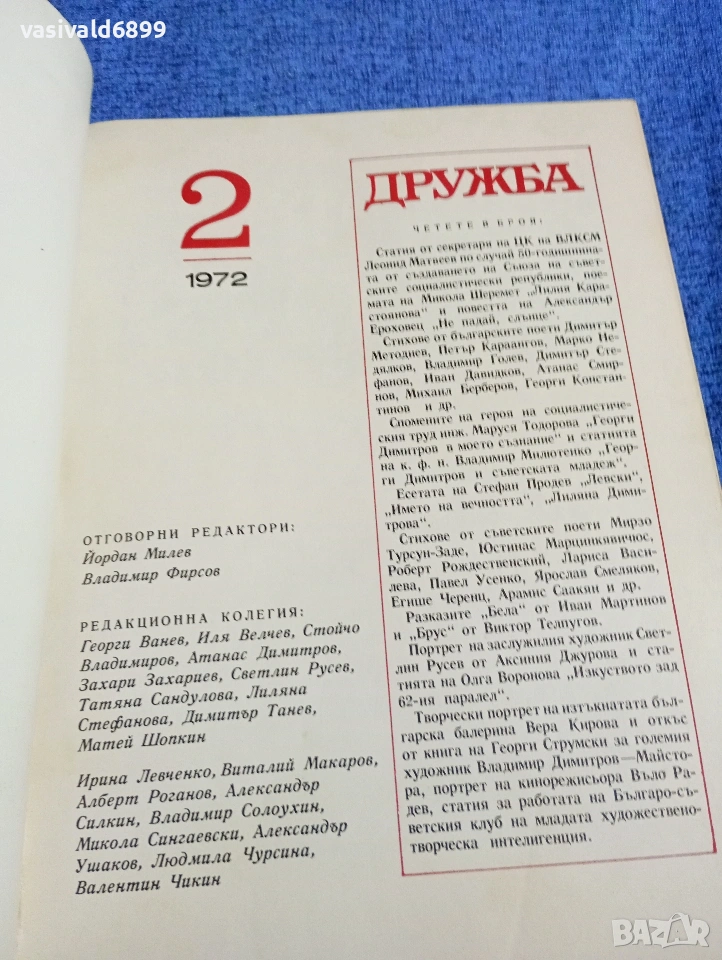 vasivald6899
2
1972
ОТГОВОРНИ РЕДАКТОРИ:
Йордан Милев
Владимир Фирсов
РЕДАКЦИОННА КОЛЕГИЯ:
Георги Ванев, Иля Велчев, Стойчо
Владимиров, Атанас Димитров,
Захари Захариев, Светлин Русев,
Татяна Сандулова, Лиляна
Стефанова, Димитър Танев,
Матей Шопкин
Ирина Левченко, Виталий Макаров,
Алберт Роганов, Александър
Силкин, Владимир Солоухин,
Микола Сингаевски, Александър
Ушаков, Людмила Чурсина,
Валентин Чикин
ДРУЖБА
ЧЕТЕТЕ В БРОЯ:
Статия от секретаря на ЦК на ВЛКСМ
Леонид Матвеев по случай 50-годишнина-
та от създаването на Съюза на съвет-
ските социалистически републики, пое-
мата на Микола Шеремет „Лилия Кара-
стоянова“ и повестта на Александър
Ероховец „Не падай, слънце“.
Стихове от българските поети Димитър
Методиев, Петър Караангов, Марко Не-
дялков, Владимир Голев, Димитър Сте-
фанов, Иван Давидков, Атанас Смир-
нов, Михаил Берберов, Георги Констан-
тинов и др.
Спомените на героя на социалистиче-
ския труд инж. Маруся Тодорова „Георги
Димитров в моето съзнание“ и статията
на к. ф. н. Владимир Милютенко „Геор-
ги Димитров и съветската младеж“.
Есетата на Стефан Продев „Левски“,
„Името на вечността“, „Лиляна Дими-
трова“.
Стихове от съветските поети Мирзо
Турсун-Заде, Юстинас Марцинкявичюс,
Роберт Рождественский, Лариса Васи-
лева, Павел Усенко, Ярослав Смеляков,
Егише Черенц, Арамис Саакян и др.
Разказите „Бела“ от Иван Мартинов
и „Брус“ от Виктор Телпугов.
Портрет на заслужилия художник Свет-
лин Русев от Аксиния Джурова и ста-
тията на Олга Воронова „Изкуството зад
62-ия паралел“.
Творчески портрет на изтъкнатата бъл-
гарска балерина Вера Кирова и откъс
от книга на Георги Струмски за големия
художник Владимир Димитров—Майсто-
ра, портрет на кинорежисьора Въло Ра-
дев, статия за работата на Българо-съ-
ветския клуб на младата художествено-
творческа интелигенция.
BAZAR